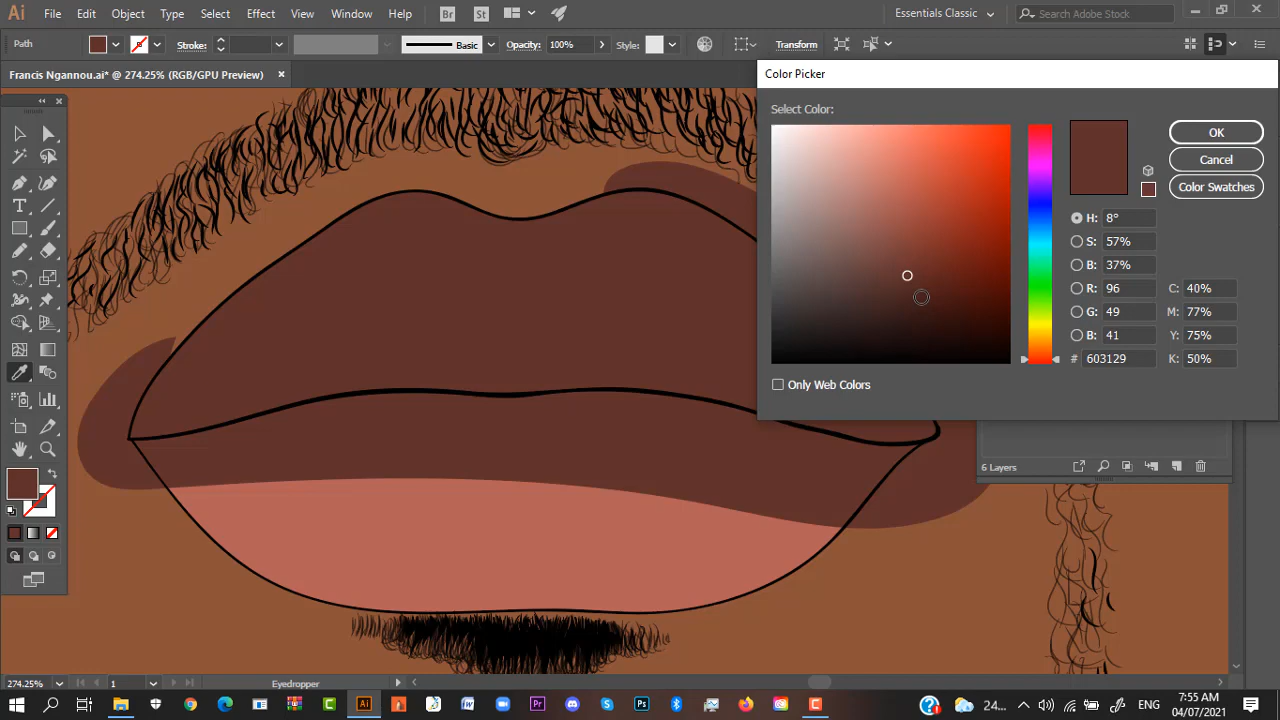 Ai File Edit Object Type Select Effect View Window Help Br St Essentials Classic Search Adobe Stock
Path Stroke: Basic Opacity: 100% Style: Transform
Francis Ngannou.ai* @ 274.25% (RGB/GPU Preview)
Color Picker
Select Color:
OK
Cancel
Color Swatches
H: 8°
S: 57%
B: 37%
R: 96 C: 40%
G: 49 M: 77%
B: 41 Y: 75%
# 603129 K: 50%
Only Web Colors
6 Layers
274.25% 1 Eyedropper
24... ENG 7:55 AM
04/07/2021